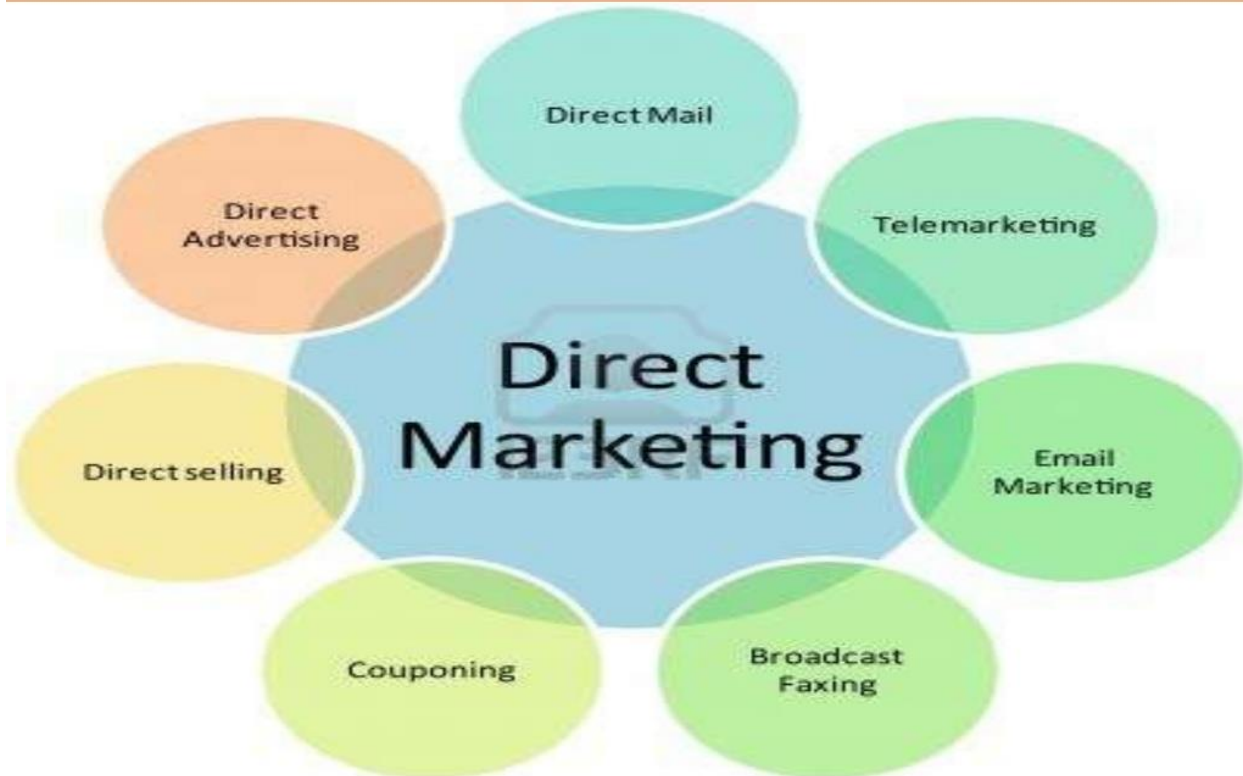 Direct Mail
Telemarketing
Email
Marketing
Broadcast
Faxing
Couponing
Direct selling
Direct
Advertising
Direct
Marketing